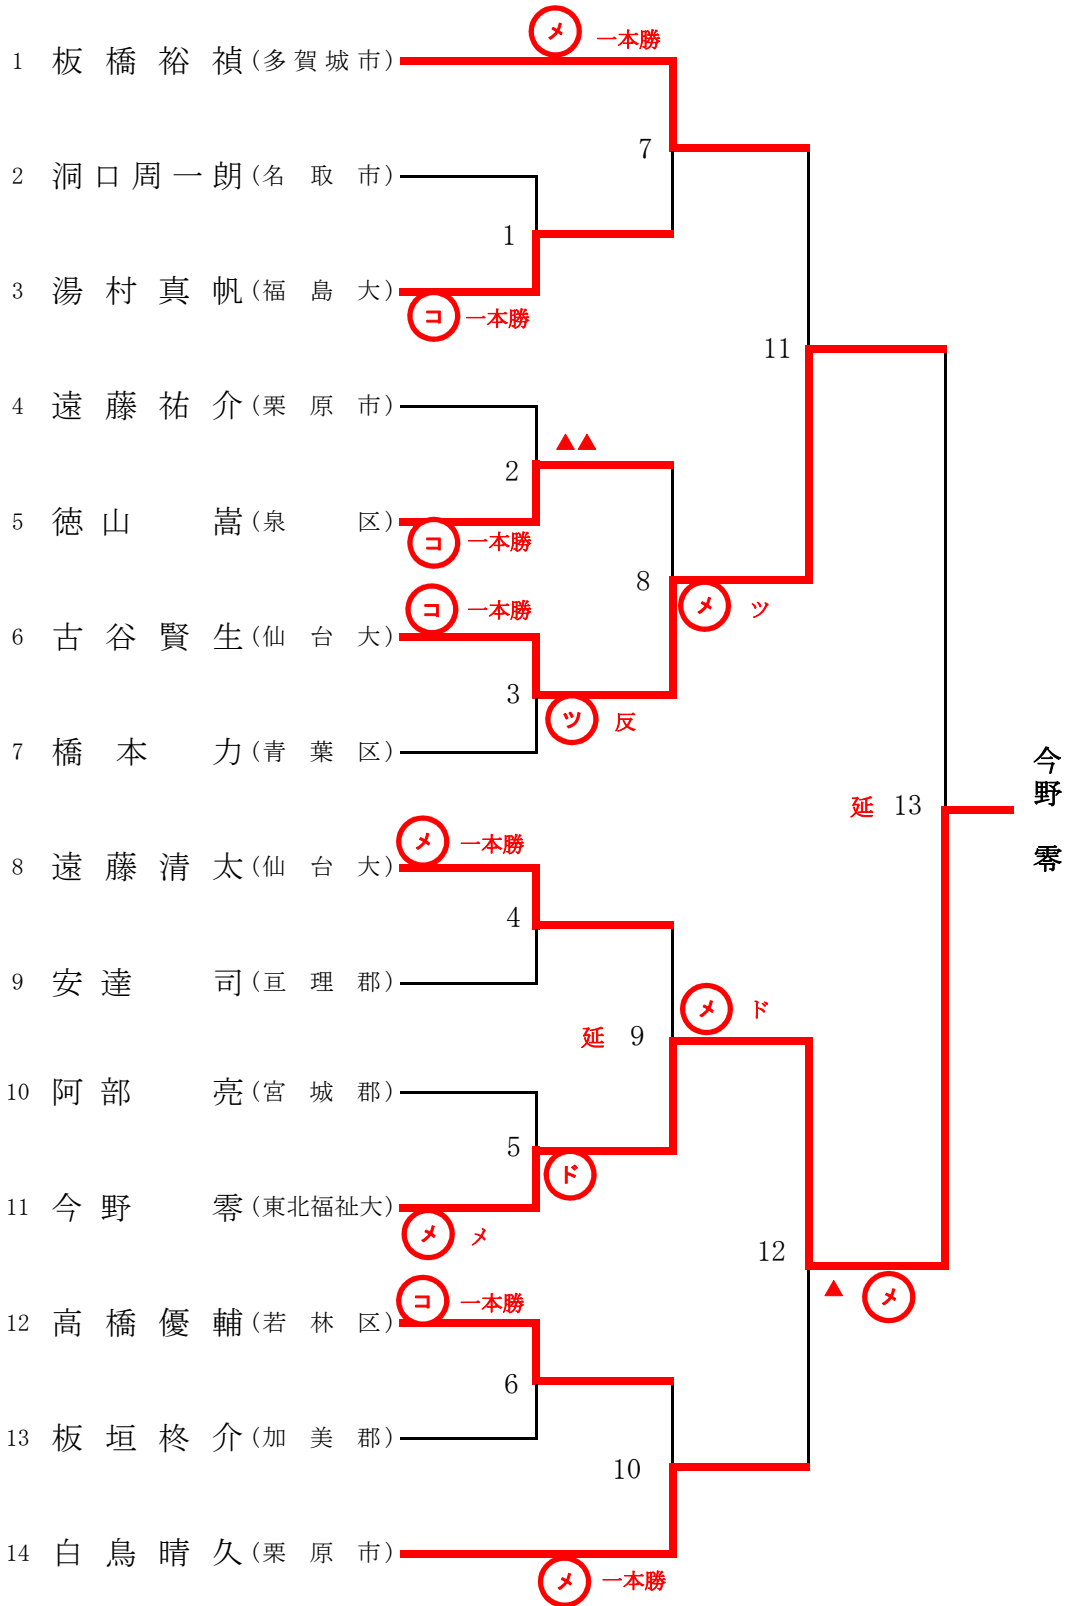 メ 一本勝
1 板橋裕禎(多賀城市)
7
2 洞口周一朗(名取市)
1
3 湯村真帆(福島大)
コ 一本勝
11
4 遠藤祐介(栗原市)
▲▲
2
5 徳山嵩(泉区)
コ 一本勝
8
コ 一本勝
メ ツ
6 古谷賢生(仙台大)
3
ツ 反
7 橋本力(青葉区)
今野零
延 13
メ 一本勝
8 遠藤清太(仙台大)
4
9 安達司(亘理郡)
メ ド
延 9
10 阿部亮(宮城郡)
5
ド
11 今野零(東北福祉大)
メ メ
12
▲ メ
コ 一本勝
12 高橋優輔(若林区)
6
13 板垣柊介(加美郡)
10
14 白鳥晴久(栗原市)
メ 一本勝